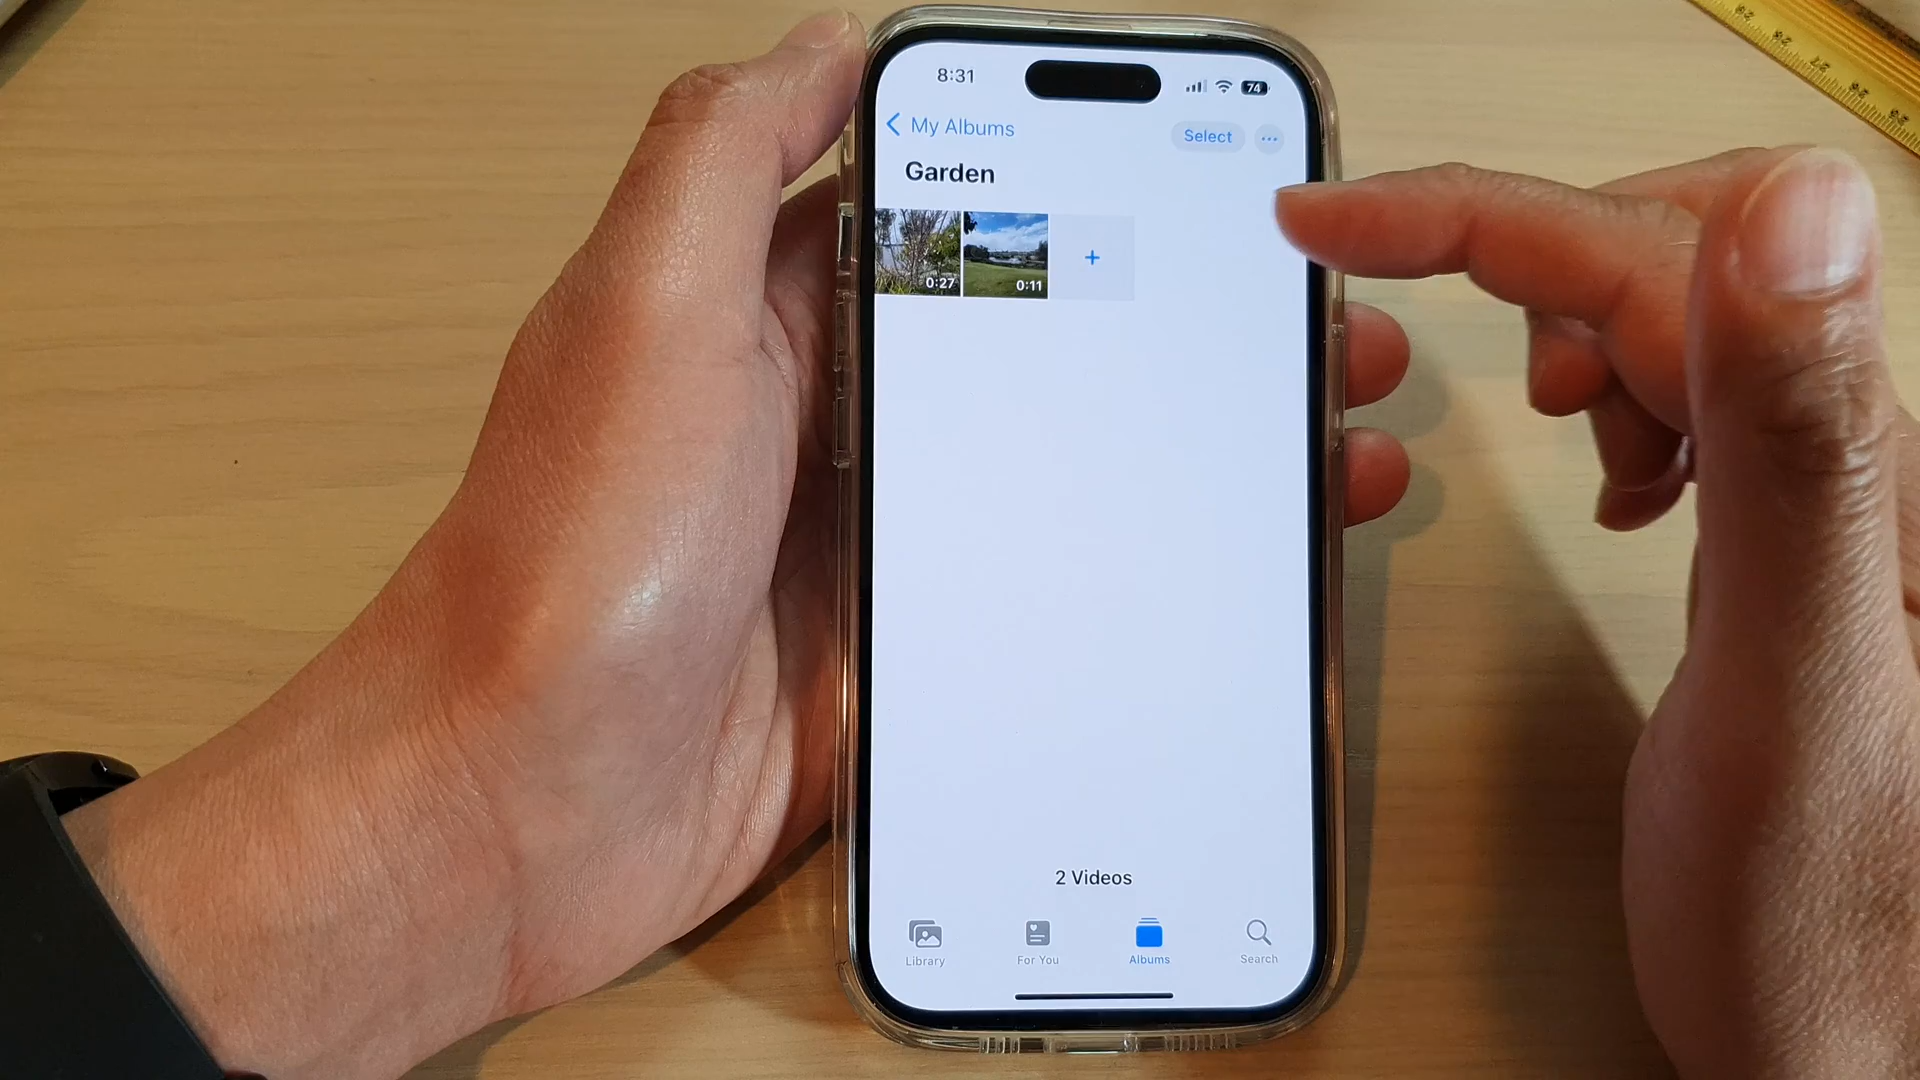 8:31
74
My Albums
Select
Garden
0:27
0:11
2 Videos
Library
For You
Albums
Search